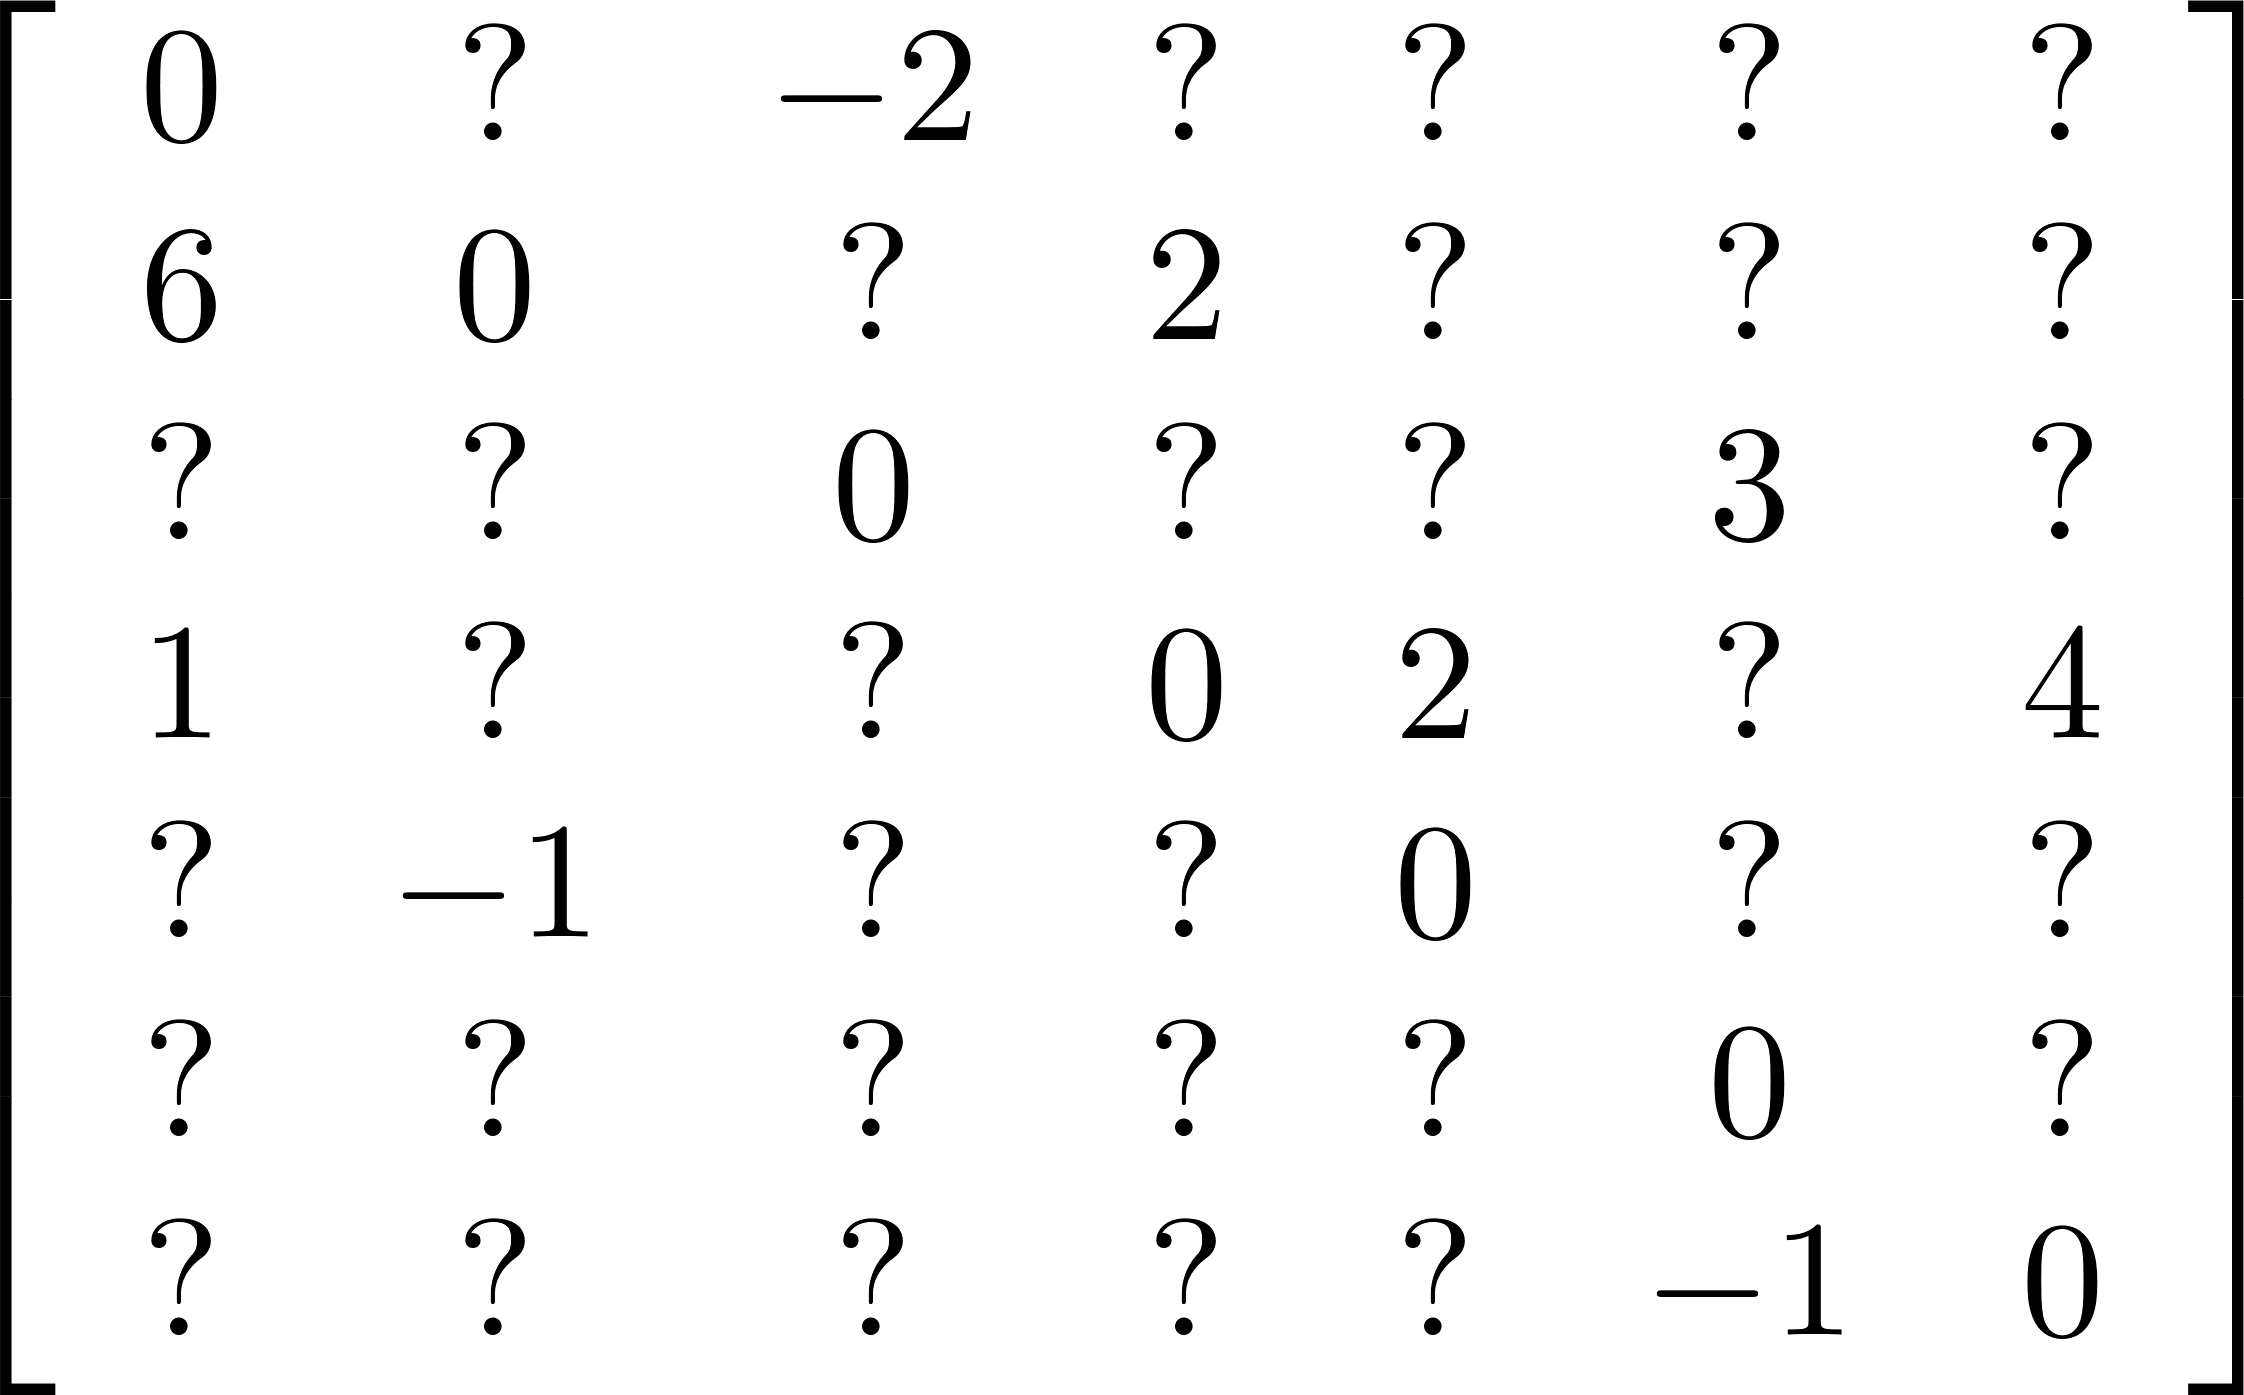 0 ? −2 ? ? ? ?
6 0 ? 2 ? ? ?
? ? 0 ? ? 3 ?
1 ? ? 0 2 ? 4
? −1 ? ? 0 ? ?
? ? ? ? ? 0 ?
? ? ? ? ? −1 0